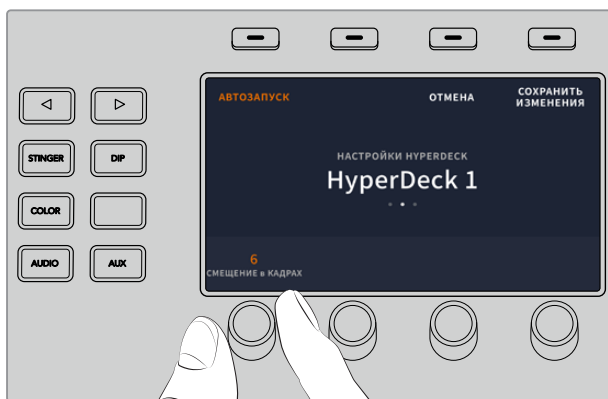 АВТОЗАПУСК
ОТМЕНА
СОХРАНИТЬ
ИЗМЕНЕНИЯ
STINGER
DIP
НАСТРОЙКИ HYPERDECK
HyperDeck 1
COLOR
AUDIO
AUX
6
СМЕЩЕНИЕ в КАДРАХ